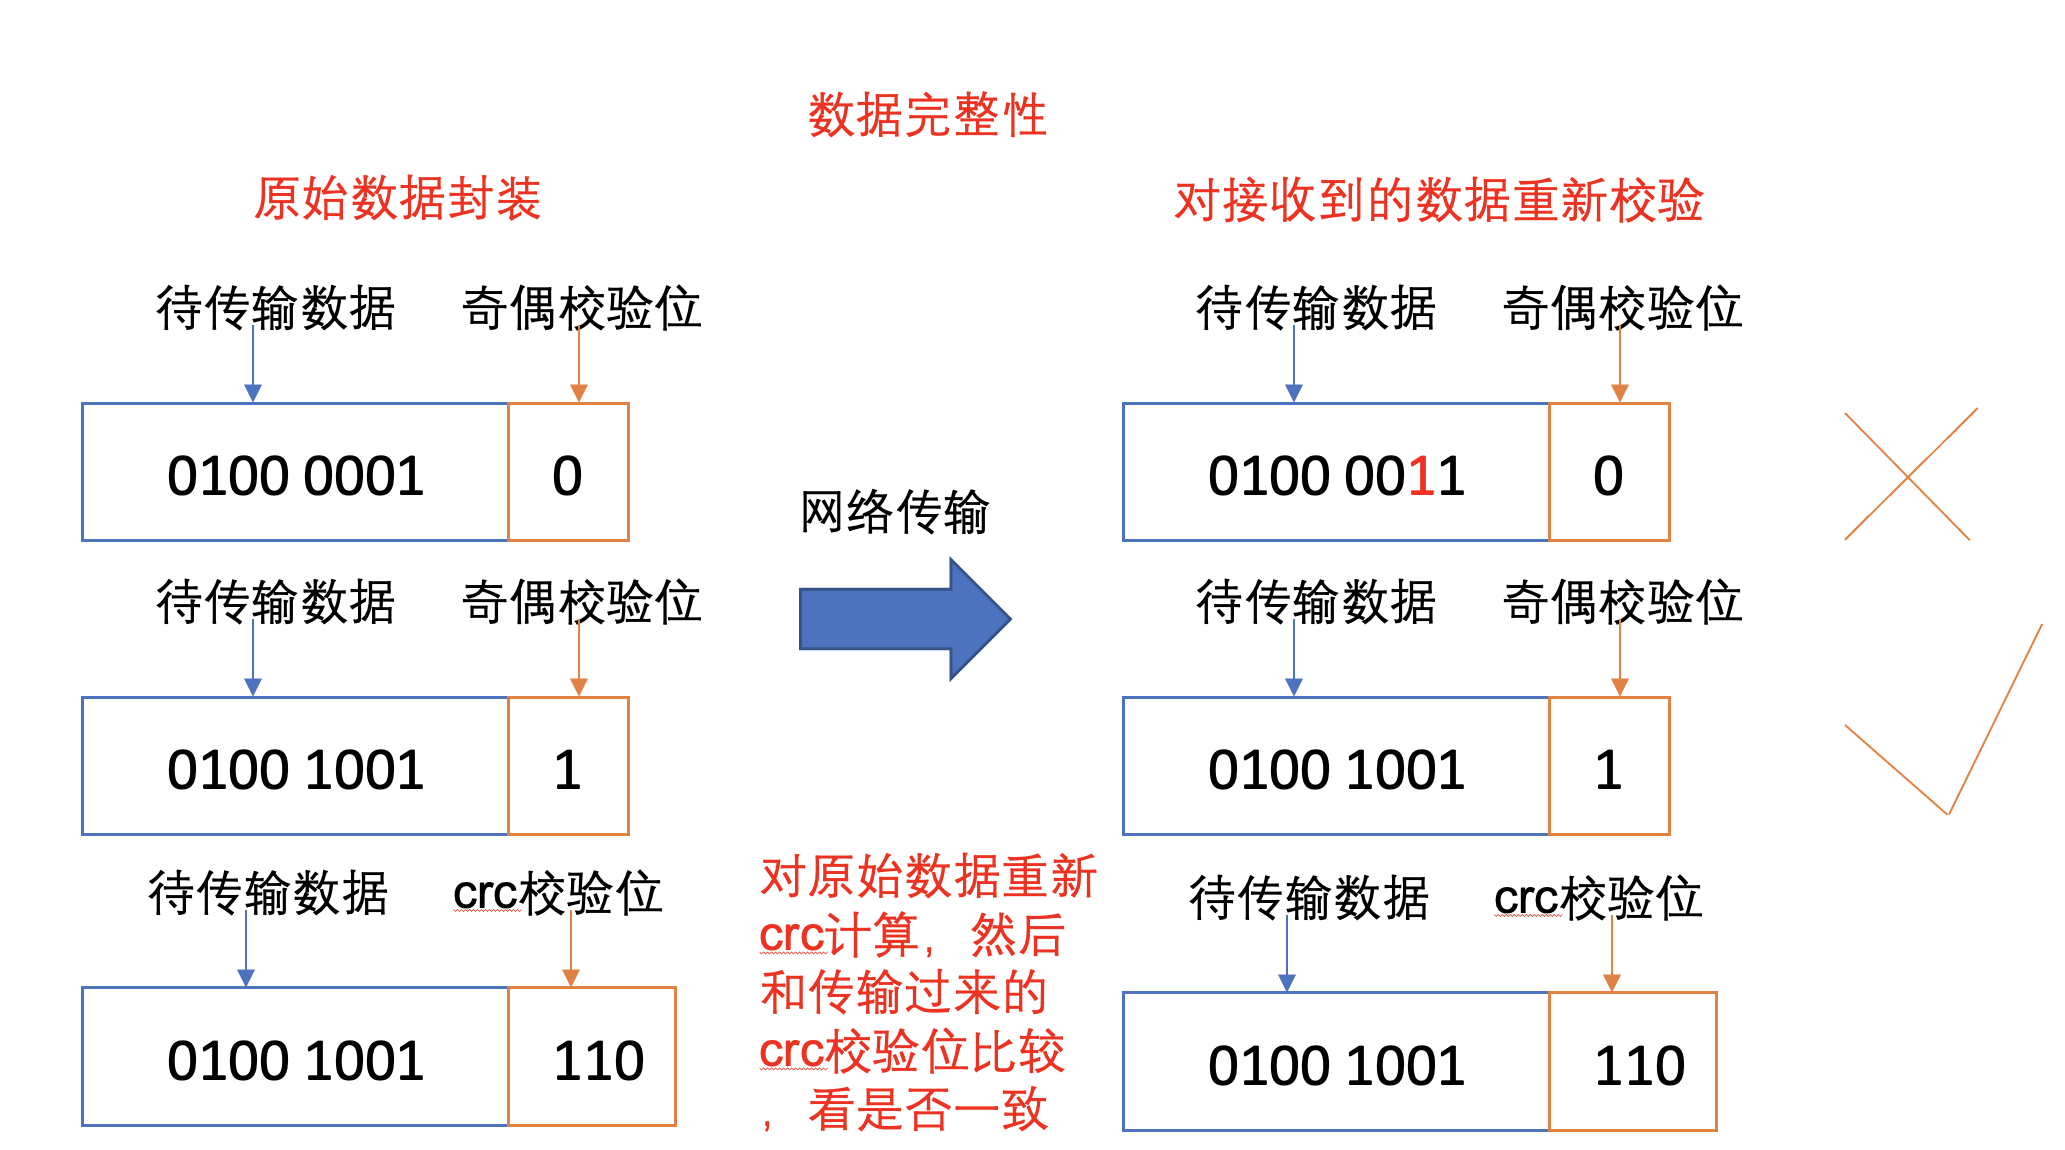 数据完整性
原始数据封装
对接收到的数据重新校验
待传输数据 奇偶校验位
待传输数据 奇偶校验位
0100 0001 0
0100 0011 0
网络传输
待传输数据 奇偶校验位
待传输数据 奇偶校验位
0100 1001 1
0100 1001 1
待传输数据 crc校验位
对原始数据重新
crc计算，然后
和传输过来的
crc校验位比较
，看是否一致
待传输数据 crc校验位
0100 1001 110
0100 1001 110